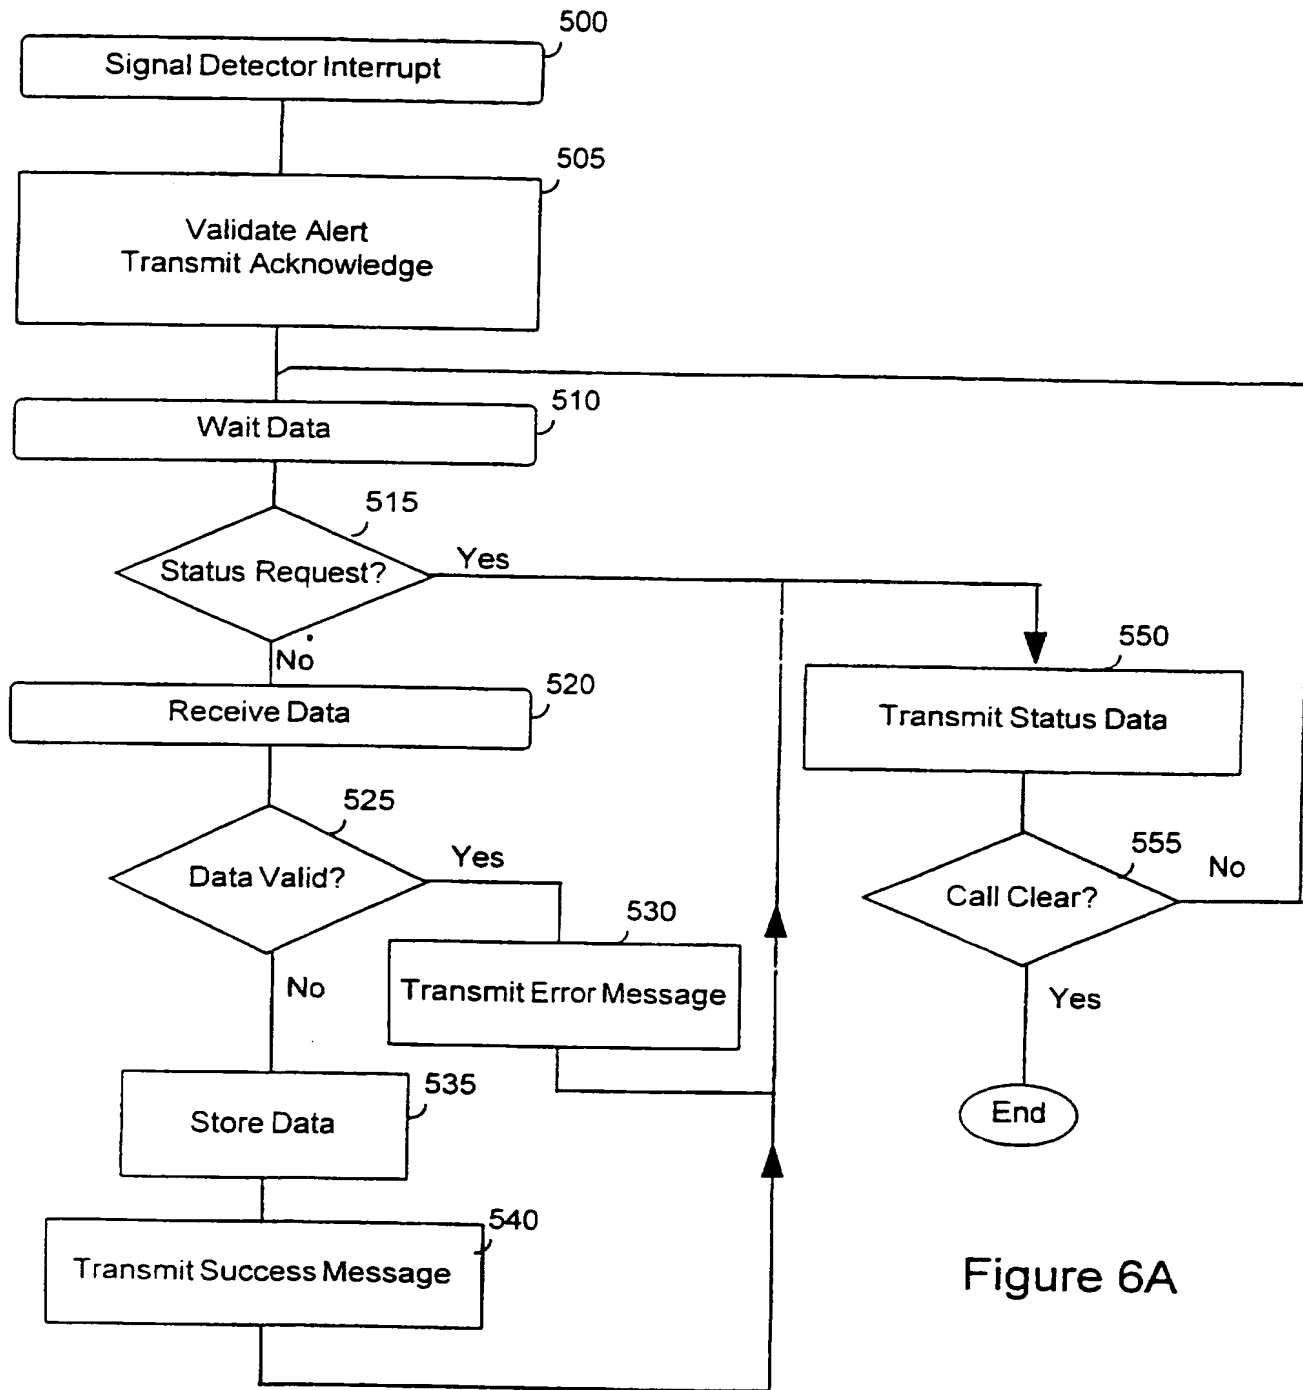 500
Signal Detector Interrupt
505
Validate Alert
Transmit Acknowledge
510
Wait Data
515
Status Request?
Yes
No
520
Receive Data
525
Data Valid?
Yes
No
530
Transmit Error Message
535
Store Data
540
Transmit Success Message
550
Transmit Status Data
555
Call Clear?
No
Yes
End
Figure 6A